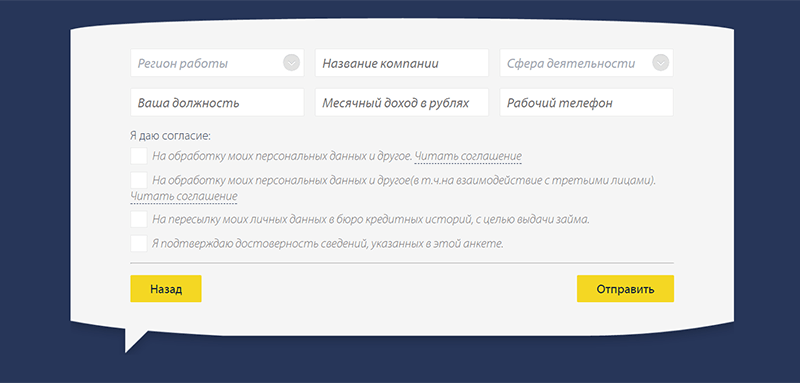 Регион работы Название компании Сфера деятельности
Ваша должность Месячный доход в рублях Рабочий телефон
Я даю согласие:
На обработку моих персональных данных и другое. Читать соглашение
На обработку моих персональных данных и другое(в т.ч.на взаимодействие с третьими лицами).
Читать соглашение
На пересылку моих личных данных в бюро кредитных историй, с целью выдачи займа.
Я подтверждаю достоверность сведений, указанных в этой анкете.
Назад Отправить